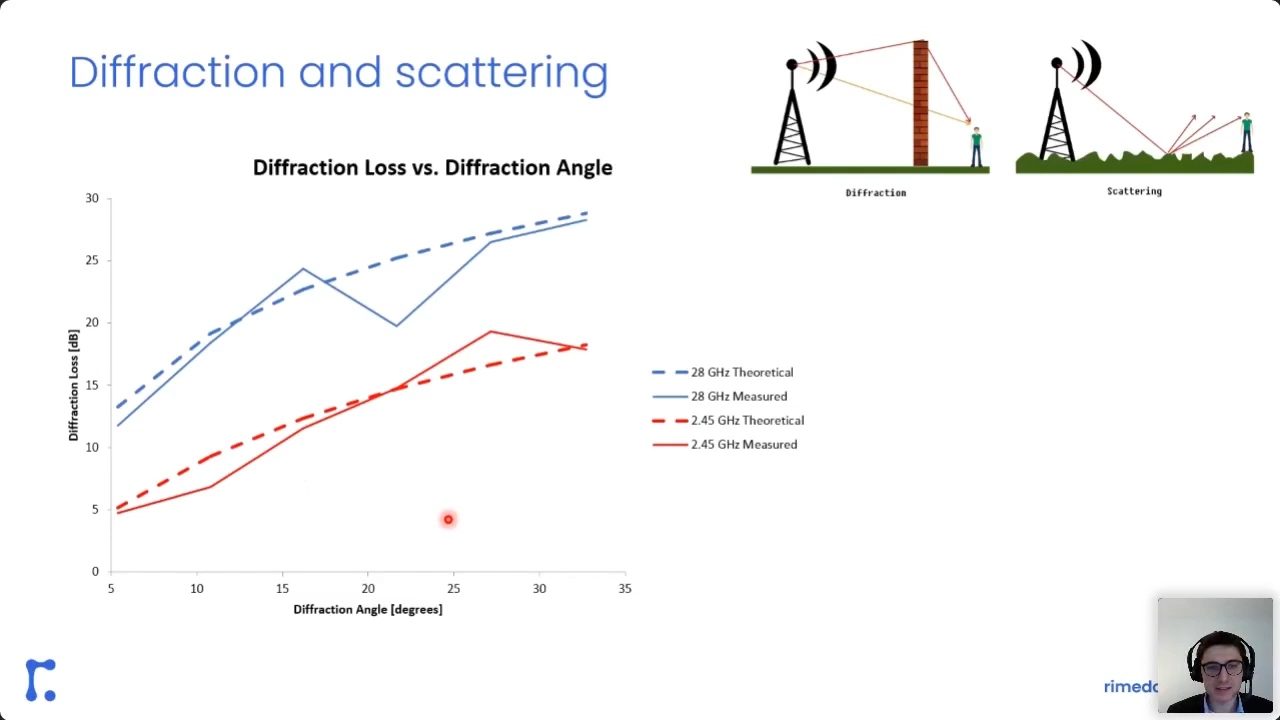 Diffraction and scattering
Diffraction
Scattering
Diffraction Loss vs. Diffraction Angle
Diffraction Loss [dB]
30
25
20
15
10
5
0
5 10 15 20 25 30 35
Diffraction Angle [degrees]
28 GHz Theoretical
28 GHz Measured
2.45 GHz Theoretical
2.45 GHz Measured